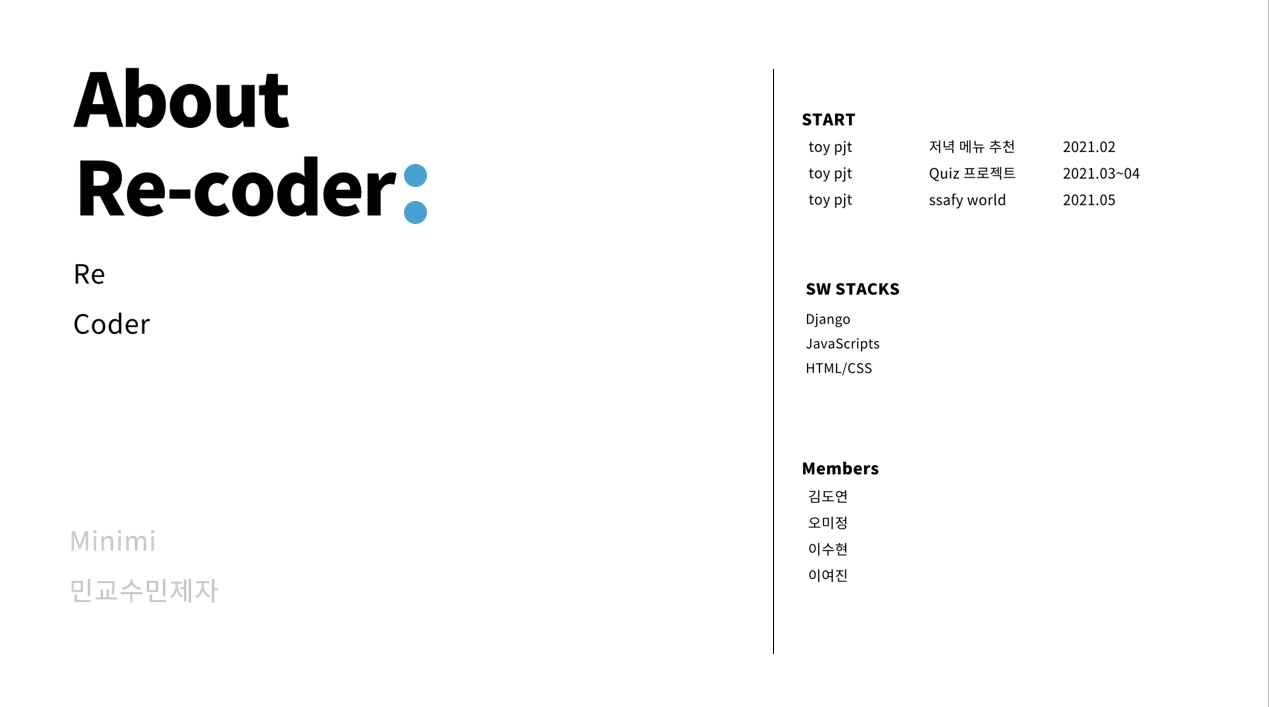 About
Re-coder:
Re
Coder
Minimi
민교수민제자
START
toy pjt 저녁 메뉴 추천 2021.02
toy pjt Quiz 프로젝트 2021.03~04
toy pjt ssafy world 2021.05
SW STACKS
Django
JavaScripts
HTML/CSS
Members
김도연
오미정
이수현
이여진